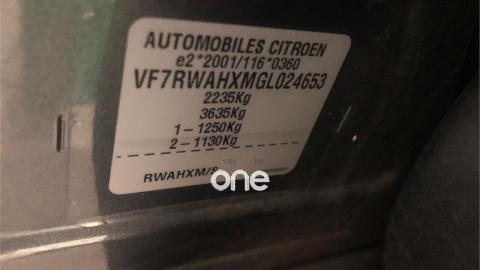 AUTOMOBILES CITROEN
e2*2001/116*0360
VF7RWAHXMGL024653
2235Kg
3635Kg
1-1250Kg
2-1130Kg
RWAHXM/S
one